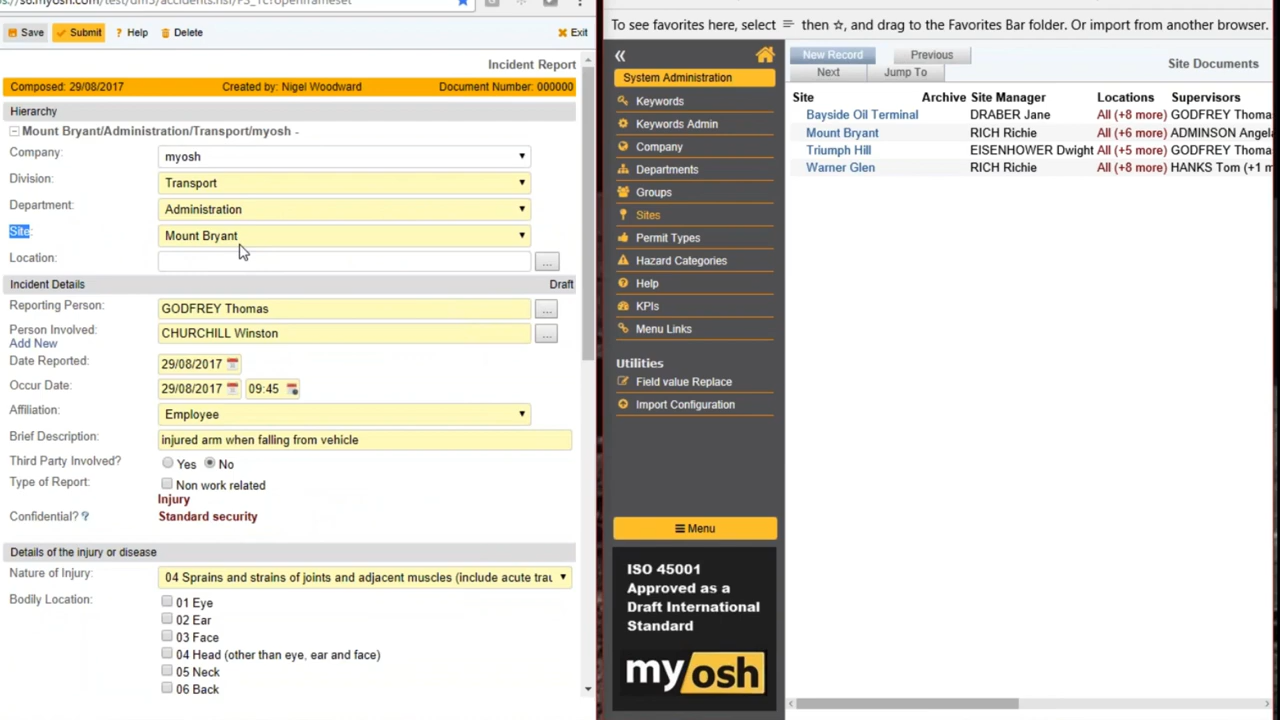 To see favorites here, select then , and drag to the Favorites Bar folder. Or import from another browser.
Save Submit Help Delete Exit
Incident Report
Composed: 29/08/2017 Created by: Nigel Woodward Document Number: 000000
Hierarchy
Mount Bryant/Administration/Transport/myosh -
Company: myosh
Division: Transport
Department: Administration
Site: Mount Bryant
Location: ...
Incident Details Draft
Reporting Person: GODFREY Thomas ...
Person Involved: CHURCHILL Winston ...
Add New
Date Reported: 29/08/2017
Occur Date: 29/08/2017 09:45
Affiliation: Employee
Brief Description: injured arm when falling from vehicle
Third Party Involved? Yes No
Type of Report: Non work related
Injury
Confidential? ? Standard security
Details of the injury or disease
Nature of Injury: 04 Sprains and strains of joints and adjacent muscles (include acute trau
Bodily Location: 01 Eye
02 Ear
03 Face
04 Head (other than eye, ear and face)
05 Neck
06 Back
«
System Administration
Keywords
Keywords Admin
Company
Departments
Groups
Sites
Permit Types
Hazard Categories
Help
KPIs
Menu Links
Utilities
Field value Replace
Import Configuration
Menu
ISO 45001
Approved as a
Draft International
Standard
myosh
New Record Previous
Next Jump To
Site Documents
Site Archive Site Manager Locations Supervisors
Bayside Oil Terminal DRABER Jane All (+8 more) GODFREY Thoma
Mount Bryant RICH Richie All (+6 more) ADMINSON Angela
Triumph Hill EISENHOWER Dwight All (+5 more) GODFREY Thoma
Warner Glen RICH Richie All (+8 more) HANKS Tom (+1 m